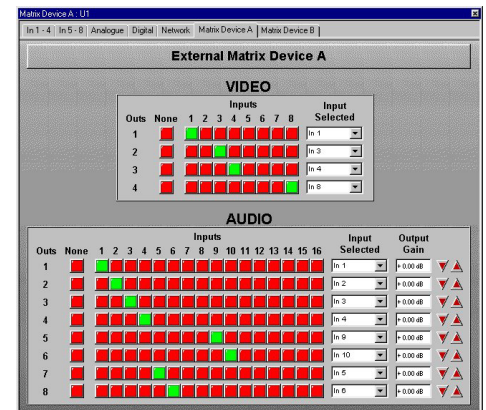 Matrix Device A : U1
In 1 - 4 In 5 - 8 Analogue Digital Network Matrix Device A Matrix Device B
External Matrix Device A
VIDEO
Inputs Input
Outs None 1 2 3 4 5 6 7 8 Selected
1 In 1
2 In 3
3 In 4
4 In 8
AUDIO
Inputs Input Output
Outs None 1 2 3 4 5 6 7 8 9 10 11 12 13 14 15 16 Selected Gain
1 In 1 + 0.00 dB
2 In 2 + 0.00 dB
3 In 3 + 0.00 dB
4 In 4 + 0.00 dB
5 In 9 + 0.00 dB
6 In 10 + 0.00 dB
7 In 5 + 0.00 dB
8 In 6 + 0.00 dB